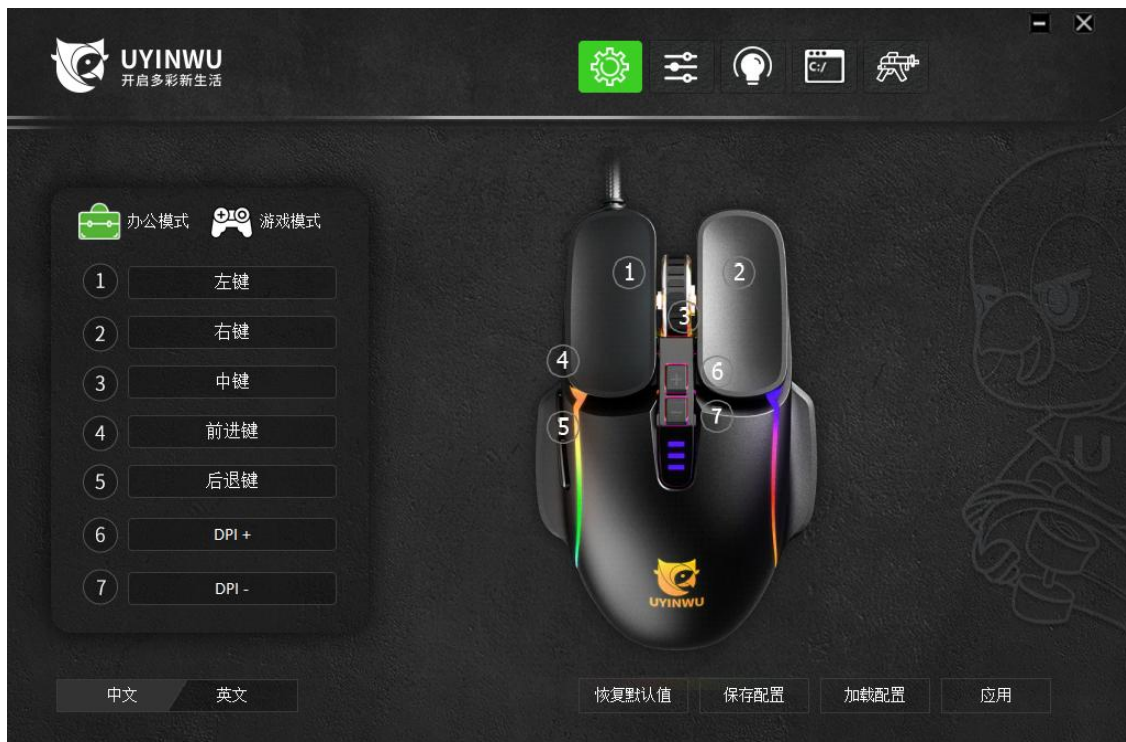 UYINWU
开启多彩新生活
C:/
办公模式 游戏模式
1 左键
2 右键
3 中键
4 前进键
5 后退键
6 DPI +
7 DPI -
1 2
3
4 6
5 7
UYINWU
U
中文 英文
恢复默认值 保存配置 加载配置 应用